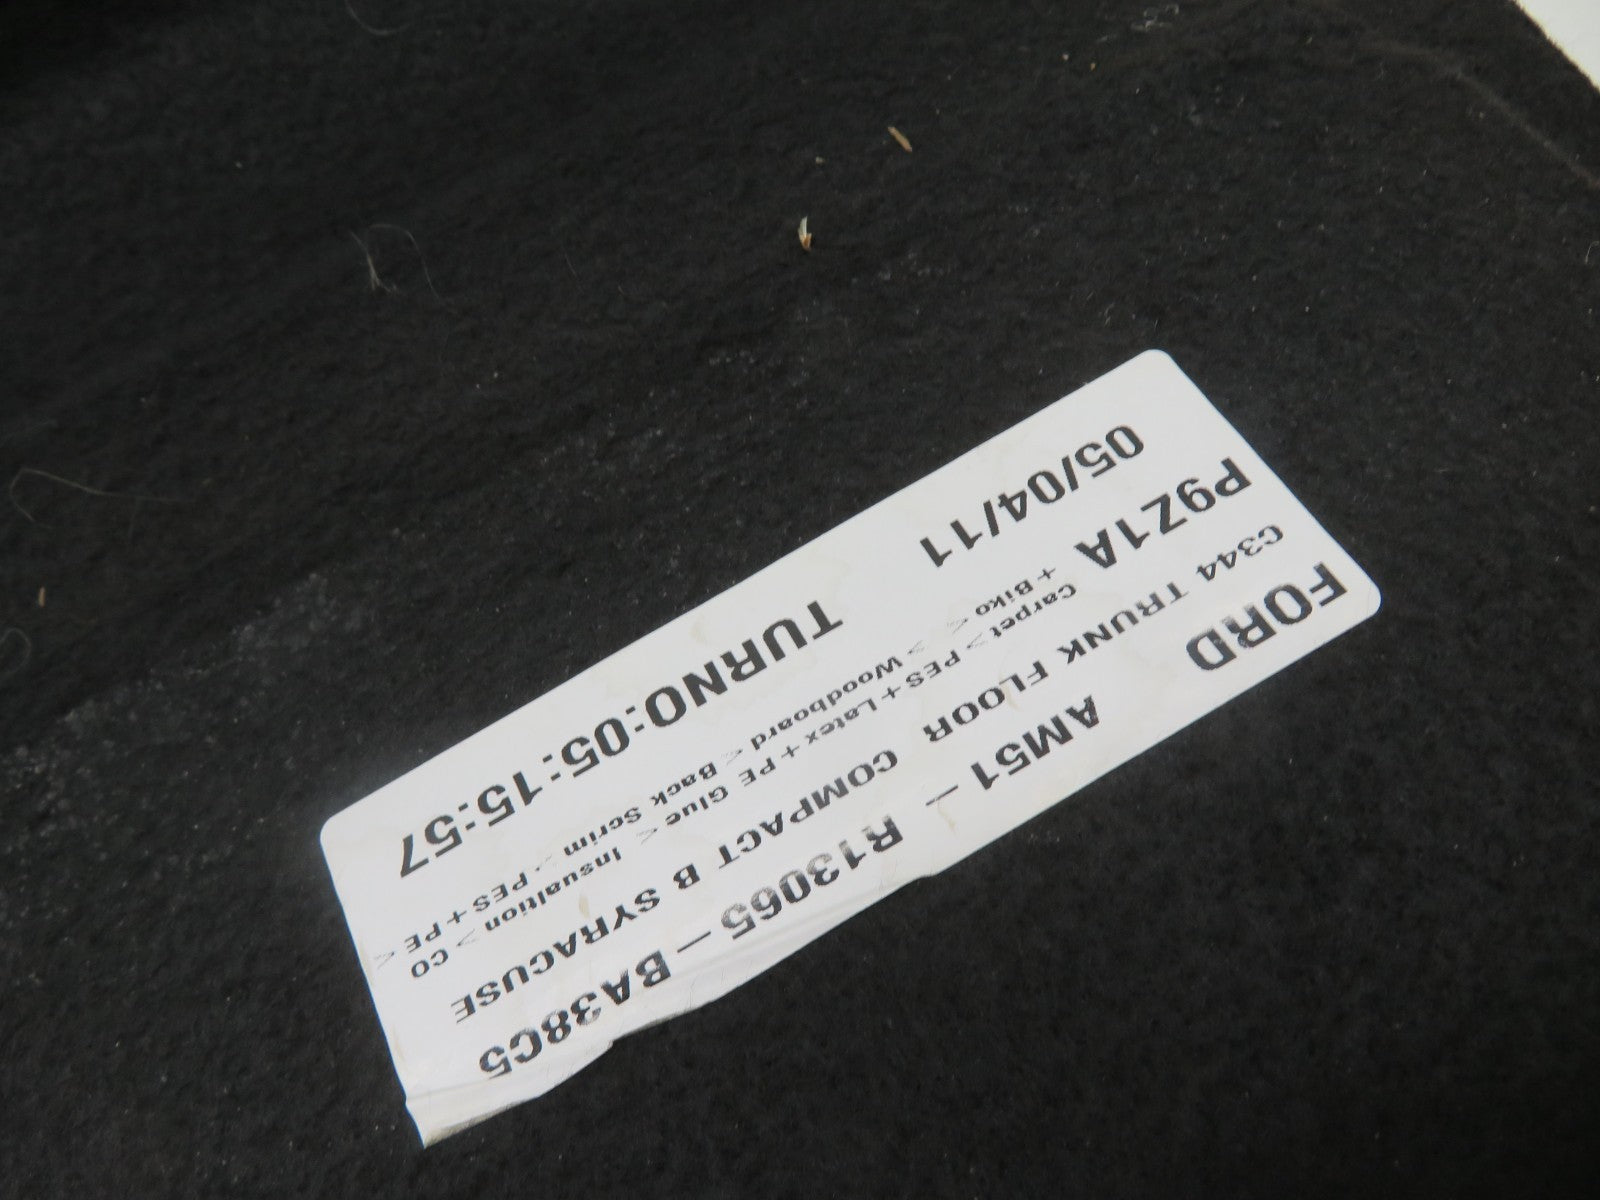 FORD AM51 - R13065-BA38C5
C344 TRUNK FLOOR COMPACT B SYRACUSE
Carpet > PES + Latex + PE Glue < Insualtion > CO
+ Biko < > Woodboard < Back Scrim > PES + PE <
P9Z1A
05/04/11 TURNO:05:15:57